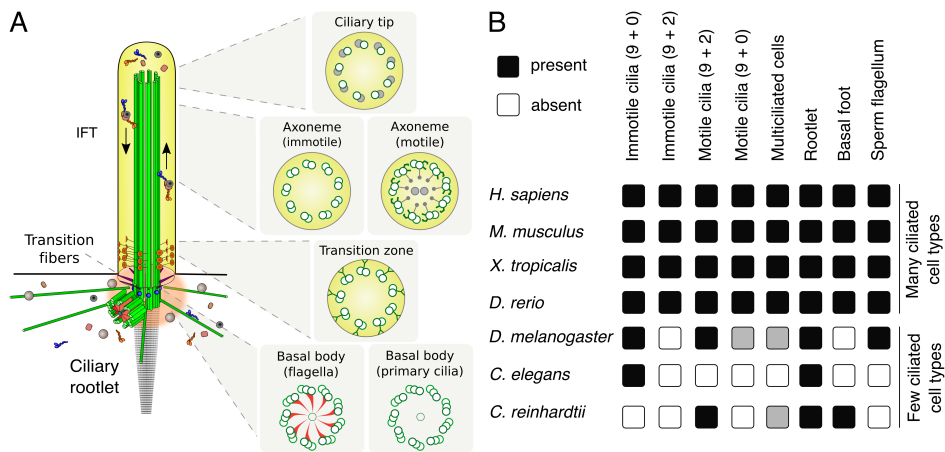 A
Ciliary tip
IFT
Axoneme
(immotile)
Axoneme
(motile)
Transition
fibers
Transition zone
Ciliary
rootlet
Basal body
(flagella)
Basal body
(primary cilia)
B
present
absent
Immotile cilia (9 + 0)
Immotile cilia (9 + 2)
Motile cilia (9 + 2)
Motile cilia (9 + 0)
Multiciliated cells
Rootlet
Basal foot
Sperm flagellum
H. sapiens
M. musculus
X. tropicalis
D. rerio
D. melanogaster
C. elegans
C. reinhardtii
Many ciliated
cell types
Few ciliated
cell types